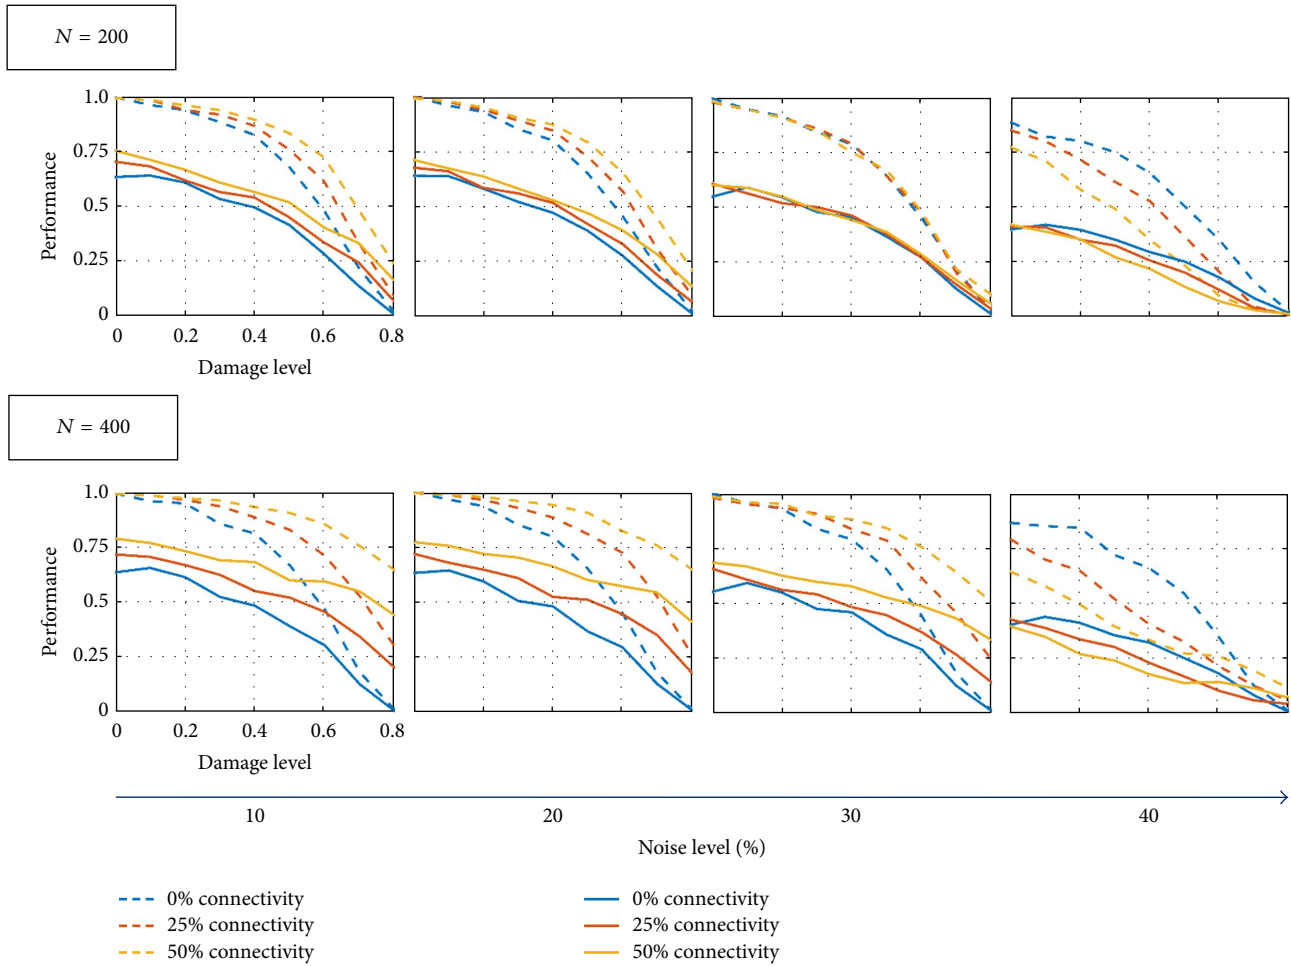 N = 200
Performance
1.0
0.75
0.5
0.25
0
0 0.2 0.4 0.6 0.8
Damage level
N = 400
Performance
1.0
0.75
0.5
0.25
0
0 0.2 0.4 0.6 0.8
Damage level
10 20 30 40
Noise level (%)
0% connectivity 0% connectivity
25% connectivity 25% connectivity
50% connectivity 50% connectivity